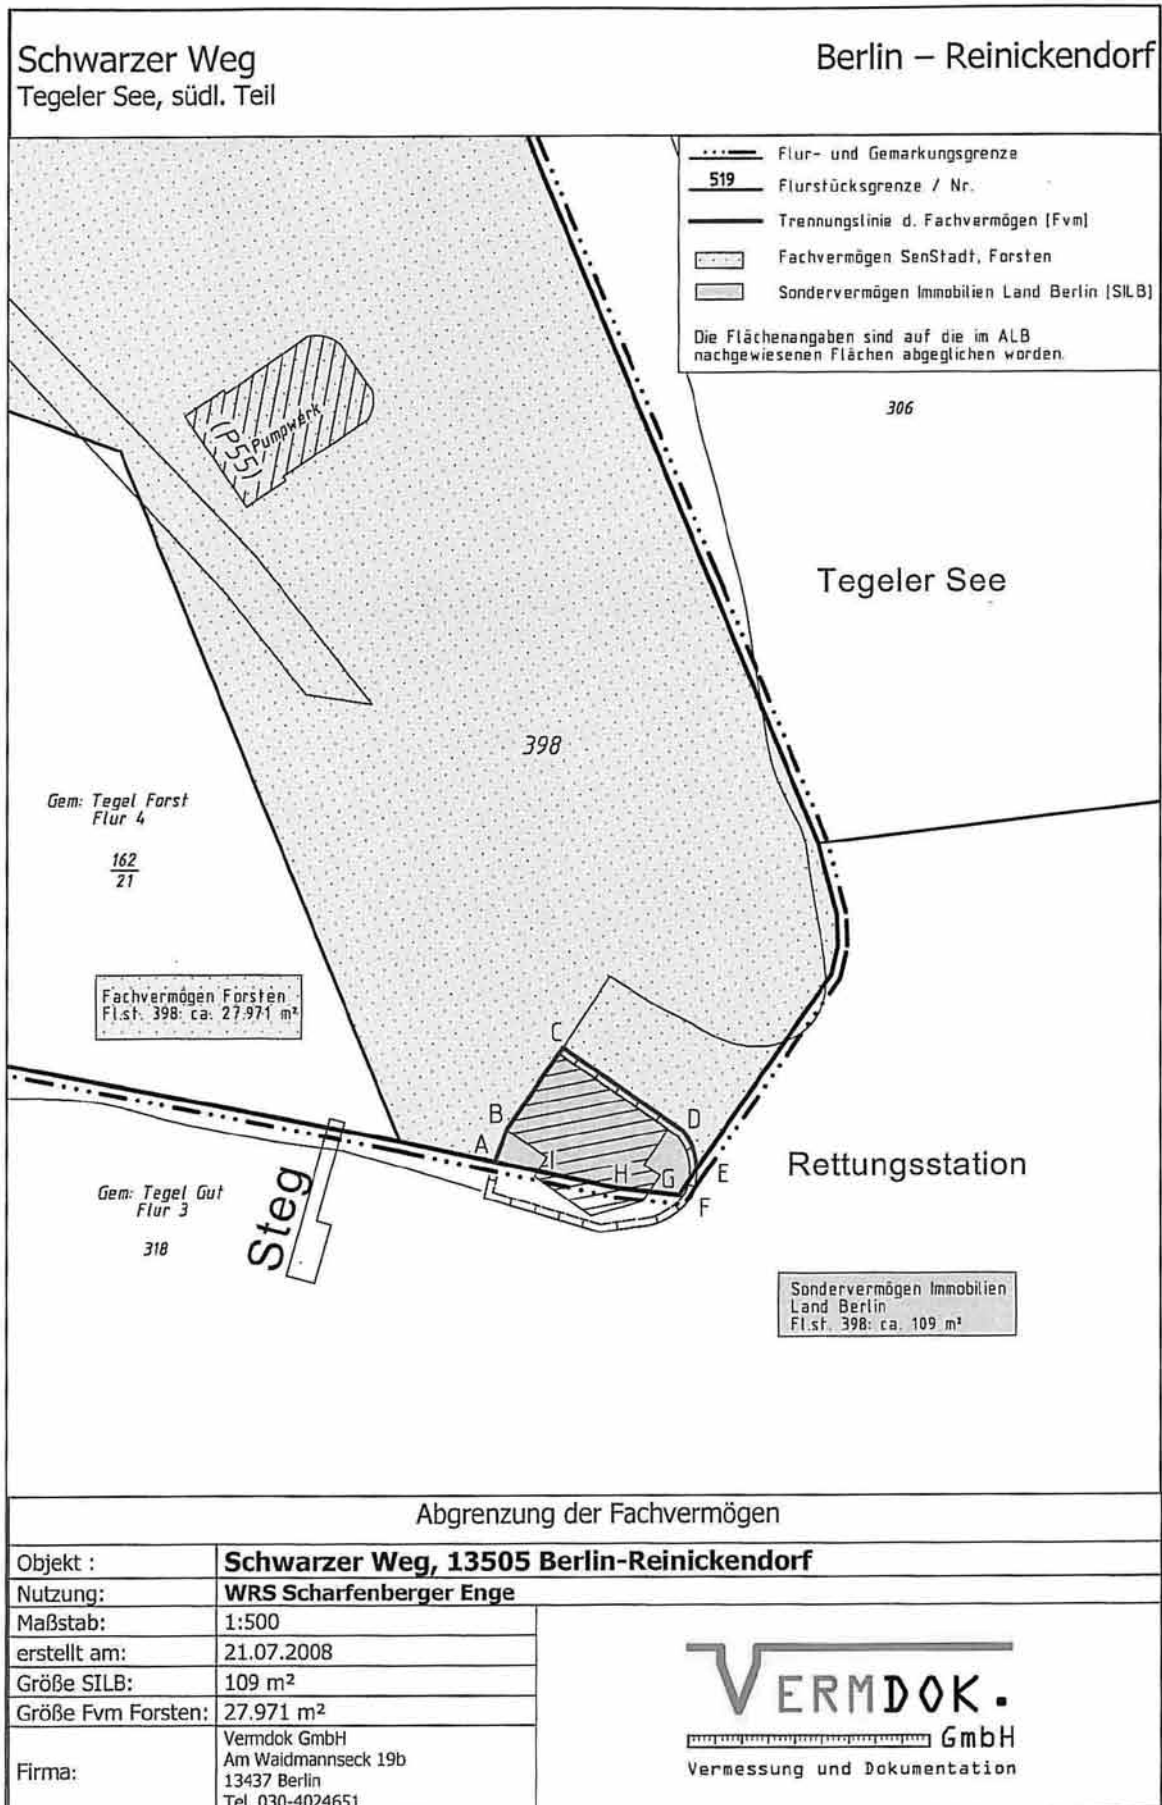 Schwarzer Weg
Tegeler See, südl. Teil
Berlin – Reinickendorf
Flur- und Gemarkungsgrenze
519
Flurstücksgrenze / Nr.
Trennungslinie d. Fachvermögen (Fvm)
Fachvermögen SenStadt, Forsten
Sondervermögen Immobilien Land Berlin (SILB)
Die Flächenangaben sind auf die im ALB
nachgewiesenen Flächen abgeglichen worden.
306
Pumpwerk
(P55)
Tegeler See
398
Gem: Tegel Forst
Flur 4
162
21
Fachvermögen Forsten
Fl.st. 398: ca. 27.971 m²
C
B
D
A
I
H
G
E
F
Rettungsstation
Gem: Tegel Gut
Flur 3
318
Steg
Sondervermögen Immobilien
Land Berlin
Fl.st. 398: ca. 109 m²
Abgrenzung der Fachvermögen
Objekt : Schwarzer Weg, 13505 Berlin-Reinickendorf
Nutzung: WRS Scharfenberger Enge
Maßstab: 1:500
erstellt am: 21.07.2008
Größe SILB: 109 m²
Größe Fvm Forsten: 27.971 m²
Firma:
Vermdok GmbH
Am Waidmannseck 19b
13437 Berlin
Tel. 030-4024651
VERMDOK.
GmbH
Vermessung und Dokumentation